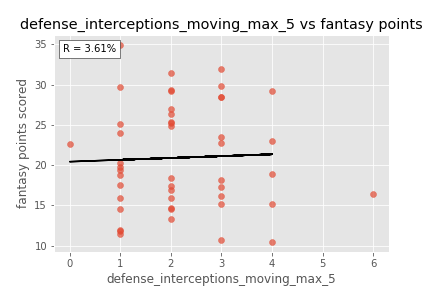 defense_interceptions_moving_max_5 vs fantasy points
R = 3.61%
fantasy points scored
35
30
25
20
15
10
0 1 2 3 4 5 6
defense_interceptions_moving_max_5